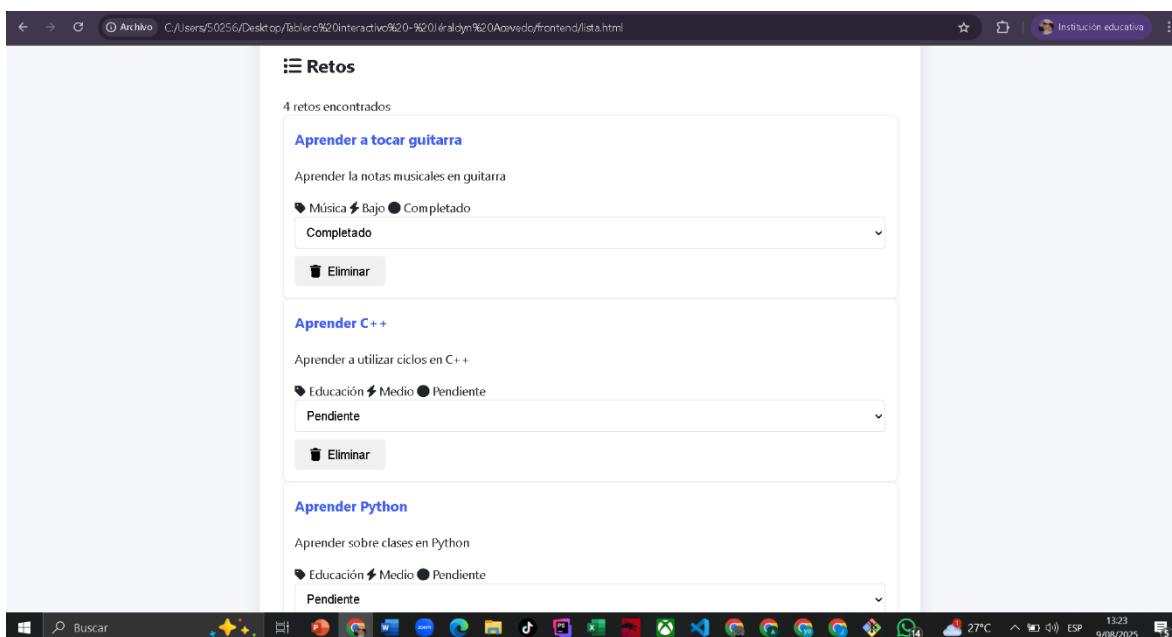 Archivo C:/Users/50256/Desktop/Tablero%20interactivo%20-%20Jéraldyn%20Acevedo/frontend/lista.html Institución educativa
Retos
4 retos encontrados
Aprender a tocar guitarra
Aprender la notas musicales en guitarra
Música Bajo Completado
Completado
Eliminar
Aprender C++
Aprender a utilizar ciclos en C++
Educación Medio Pendiente
Pendiente
Eliminar
Aprender Python
Aprender sobre clases en Python
Educación Medio Pendiente
Pendiente
Buscar 27°C ESP 13:23
9/08/2025